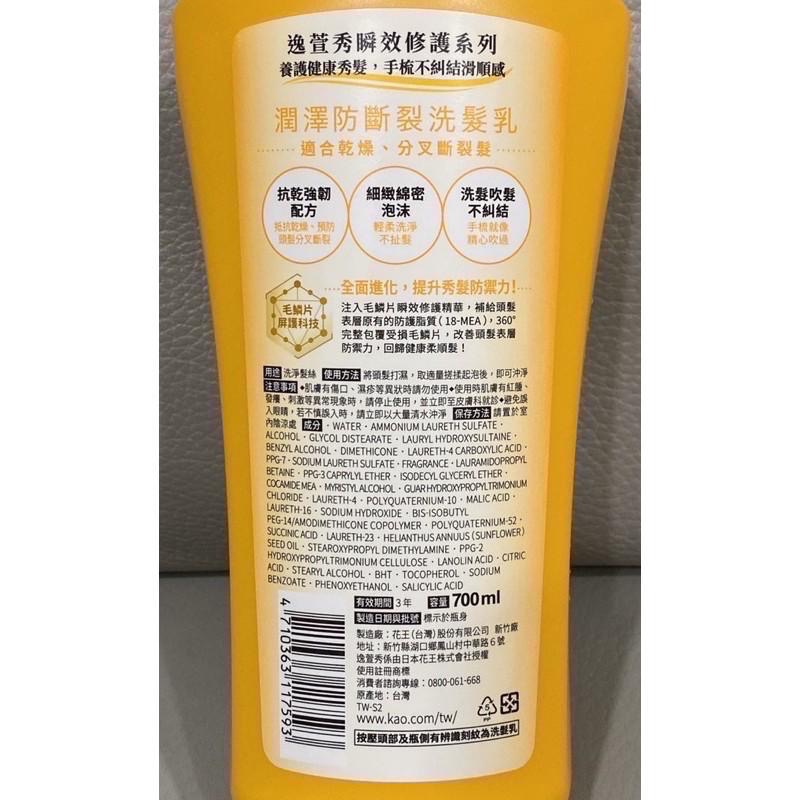 逸萱秀瞬效修護系列
養護健康秀髮，手梳不糾結滑順感
潤澤防斷裂洗髮乳
適合乾燥、分叉斷裂髮
抗乾強韌
配方
抵抗乾燥、預防
頭髮分叉斷裂
細緻綿密
泡沫
輕柔洗淨
不扯髮
洗髮吹髮
不糾結
手梳就像
精心吹過
毛鱗片
屏護科技
全面進化，提升秀髮防禦力！
注入毛鱗片瞬效修護精華，補給頭髮
表層原有的防護脂質（18-MEA），360°
完整包覆受損毛鱗片，改善頭髮表層
防禦力，回歸健康柔順髮！
用途 洗淨髮絲 使用方法 將頭髮打濕，取適量搓揉起泡後，即可沖淨
注意事項 ◆肌膚有傷口、濕疹等異狀時請勿使用◆使用時肌膚有紅腫、
發癢、刺激等異常現象時，請停止使用，並立即至皮膚科就診◆避免誤
入眼睛，若不慎誤入時，請立即以大量清水沖淨 保存方法 請置於室
內陰涼處 成分 · WATER · AMMONIUM LAURETH SULFATE ·
ALCOHOL · GLYCOL DISTEARATE · LAURYL HYDROXYSULTAINE ·
BENZYL ALCOHOL · DIMETHICONE · LAURETH-4 CARBOXYLIC ACID ·
PPG-7 · SODIUM LAURETH SULFATE · FRAGRANCE · LAURAMIDOPROPYL
BETAINE · PPG-3 CAPRYLYL ETHER · ISODECYL GLYCERYL ETHER ·
COCAMIDE MEA · MYRISTYL ALCOHOL · GUAR HYDROXYPROPYLTRIMONIUM
CHLORIDE · LAURETH-4 · POLYQUATERNIUM-10 · MALIC ACID ·
LAURETH-16 · SODIUM HYDROXIDE · BIS-ISOBUTYL
PEG-14/AMODIMETHICONE COPOLYMER · POLYQUATERNIUM-52 ·
SUCCINIC ACID · LAURETH-23 · HELIANTHUS ANNUUS (SUNFLOWER)
SEED OIL · STEAROXYPROPYL DIMETHYLAMINE · PPG-2
HYDROXYPROPYLTRIMONIUM CELLULOSE · LANOLIN ACID · CITRIC
ACID · STEARYL ALCOHOL · BHT · TOCOPHEROL · SODIUM
BENZOATE · PHENOXYETHANOL · SALICYLIC ACID
有效期間 3 年 容量 700 ml
製造日期與批號 標示於瓶身
製造廠：花王(台灣)股份有限公司 新竹廠
地址：新竹縣湖口鄉鳳山村中華路６號
逸萱秀係由日本花王株式會社授權
使用註冊商標
消費者諮詢專線：0800-061-668
原產地：台灣
TW-S2
www.kao.com/tw/
5
PP
按壓頭部及瓶側有辨識刻紋為洗髮乳
4 710363 117593